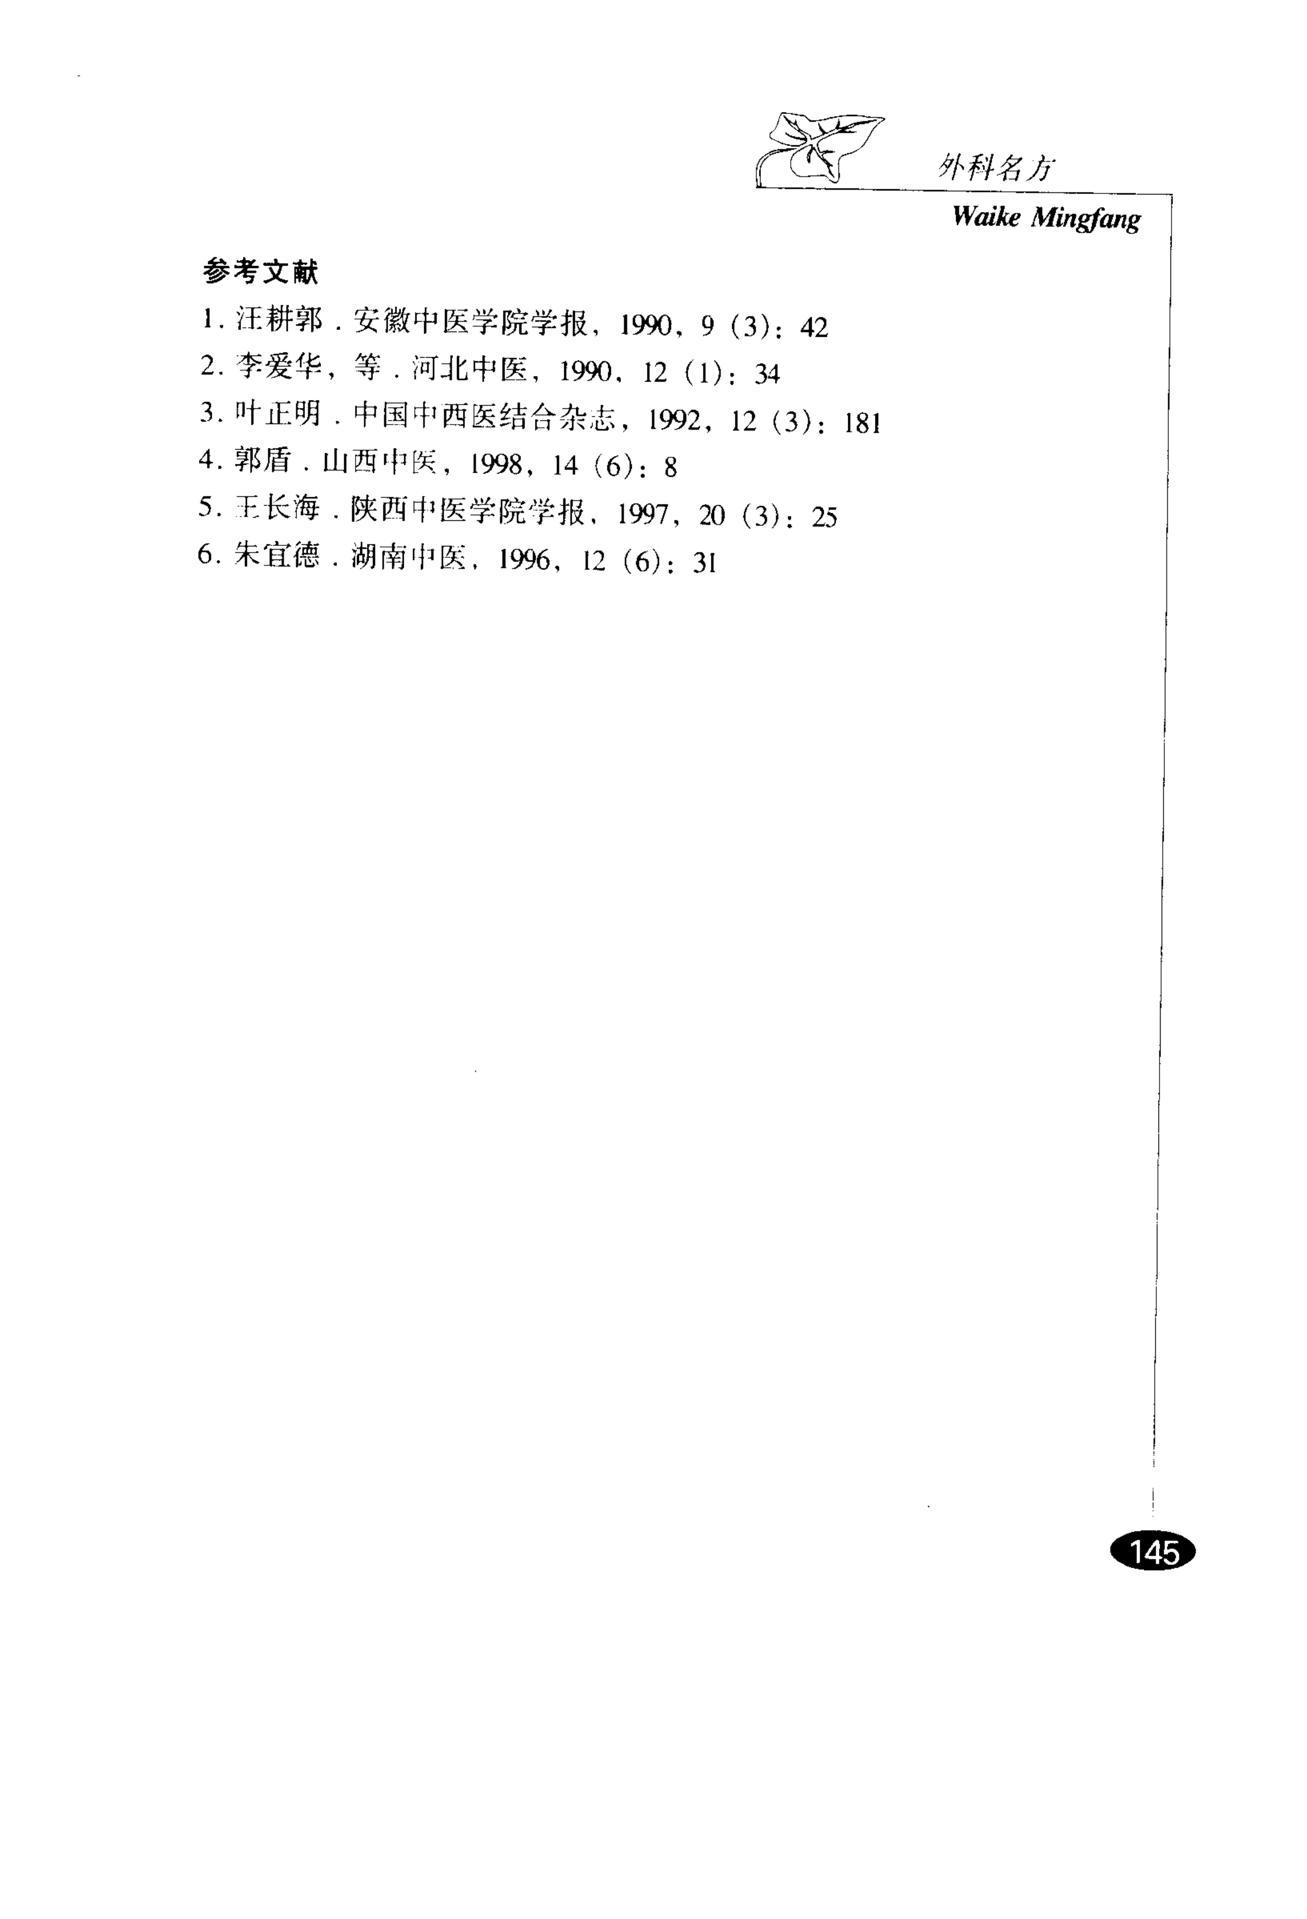 外科名方
Waike Mingfang
参考文献
1. 汪耕郭．安徽中医学院学报，1990，9（3）：42
2. 李爱华，等．河北中医，1990，12（1）：34
3. 叶正明．中国中西医结合杂志，1992，12（3）：181
4. 郭盾．山西中医，1998，14（6）：8
5. 王长海．陕西中医学院学报，1997，20（3）：25
6. 朱宜德．湖南中医，1996，12（6）：31
145